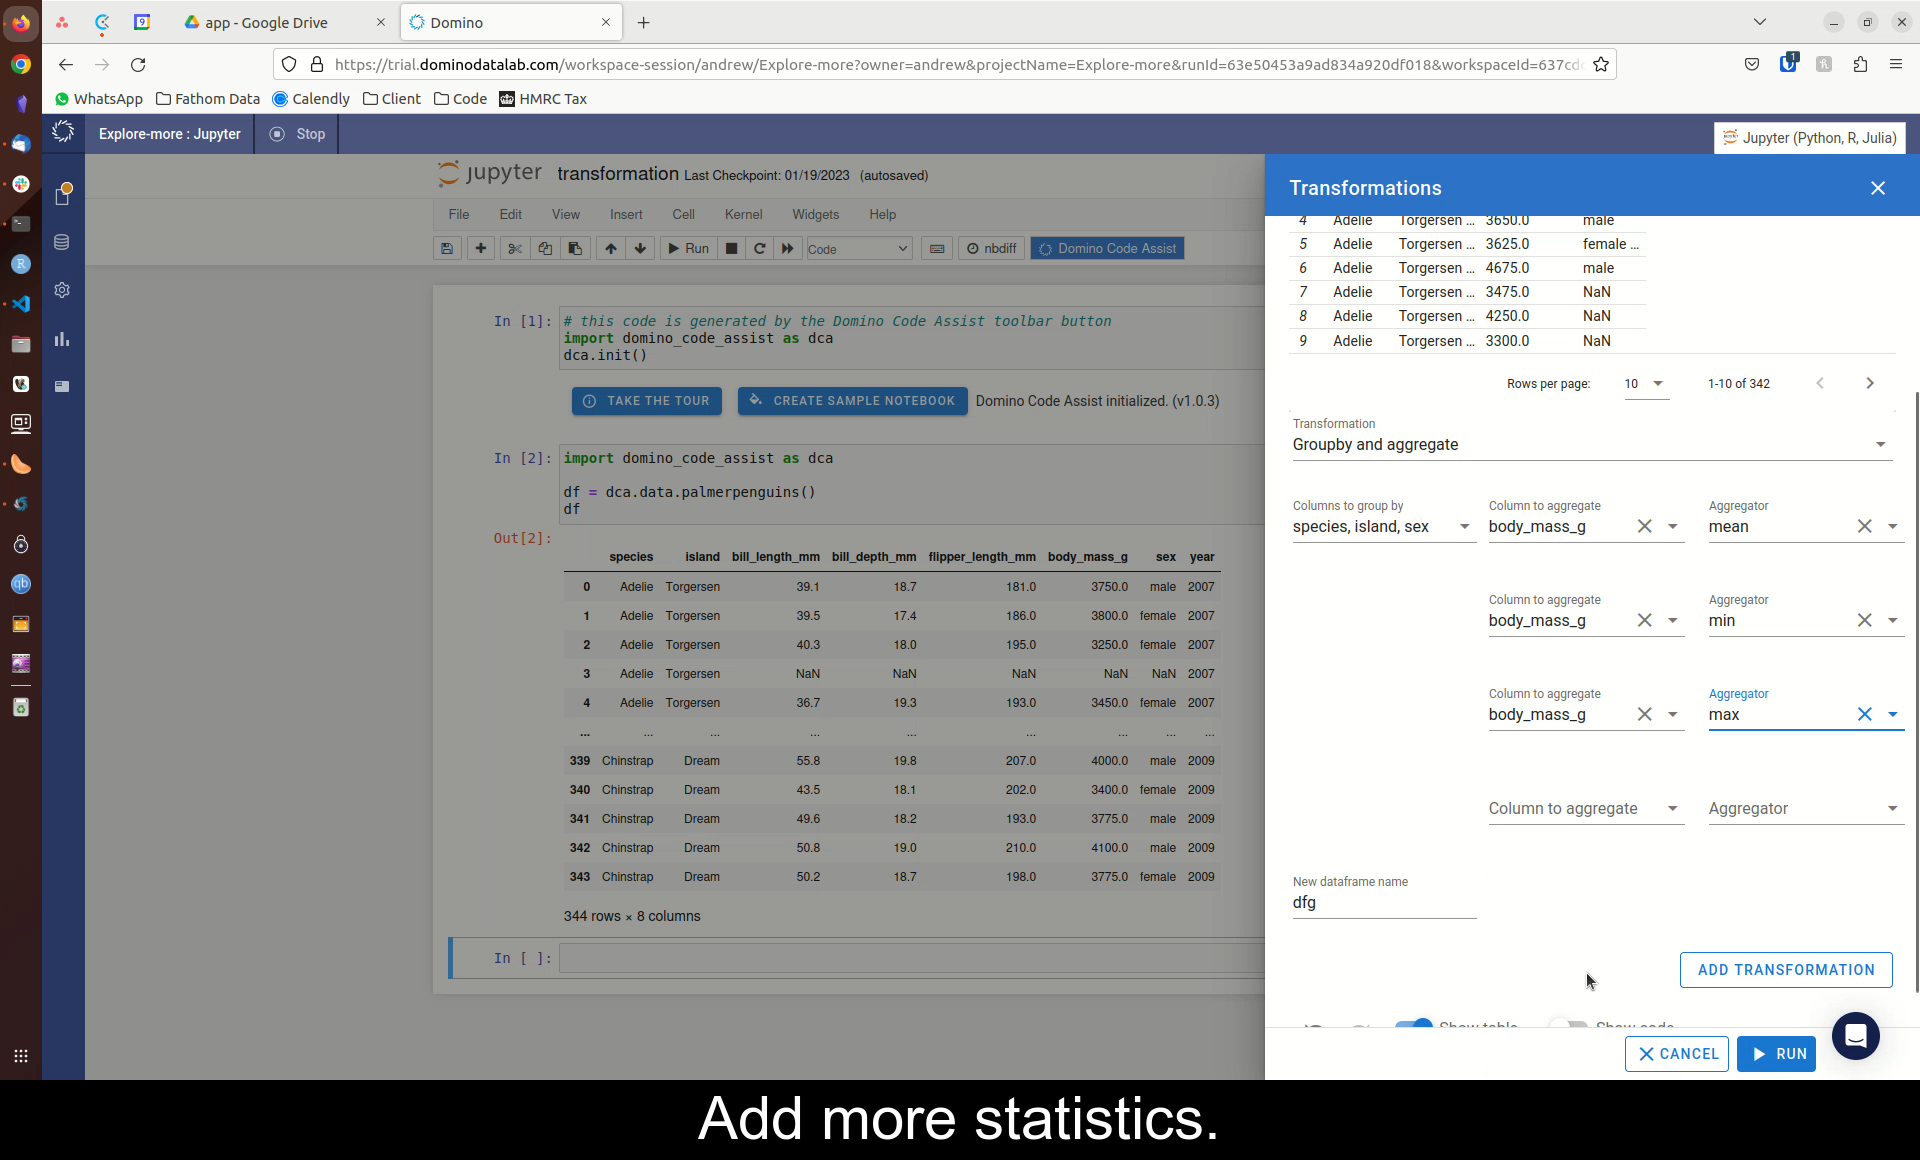 app - Google Drive
Domino
https://trial.dominodatalab.com/workspace-session/andrew/Explore-more?owner=andrew&projectName=Explore-more&runId=63e50453a9ad834a920df018&workspaceId=637cd
WhatsApp Fathom Data Calendly Client Code HMRC Tax
Explore-more : Jupyter Stop
Jupyter (Python, R, Julia)
jupyter transformation Last Checkpoint: 01/19/2023 (autosaved)
File Edit View Insert Cell Kernel Widgets Help
Run Code nbdiff Domino Code Assist
In [1]: # this code is generated by the Domino Code Assist toolbar button
import domino_code_assist as dca
dca.init()
TAKE THE TOUR CREATE SAMPLE NOTEBOOK Domino Code Assist initialized. (v1.0.3)
In [2]: import domino_code_assist as dca
df = dca.data.palmerpenguins()
df
Out[2]:
species island bill_length_mm bill_depth_mm flipper_length_mm body_mass_g sex year
0 Adelie Torgersen 39.1 18.7 181.0 3750.0 male 2007
1 Adelie Torgersen 39.5 17.4 186.0 3800.0 female 2007
2 Adelie Torgersen 40.3 18.0 195.0 3250.0 female 2007
3 Adelie Torgersen NaN NaN NaN NaN NaN 2007
4 Adelie Torgersen 36.7 19.3 193.0 3450.0 female 2007
... ... ... ... ... ... ... ... ...
339 Chinstrap Dream 55.8 19.8 207.0 4000.0 male 2009
340 Chinstrap Dream 43.5 18.1 202.0 3400.0 female 2009
341 Chinstrap Dream 49.6 18.2 193.0 3775.0 male 2009
342 Chinstrap Dream 50.8 19.0 210.0 4100.0 male 2009
343 Chinstrap Dream 50.2 18.7 198.0 3775.0 female 2009
344 rows × 8 columns
In [ ]:
Transformations
4 Adelie Torgersen ... 3650.0 male
5 Adelie Torgersen ... 3625.0 female ...
6 Adelie Torgersen ... 4675.0 male
7 Adelie Torgersen ... 3475.0 NaN
8 Adelie Torgersen ... 4250.0 NaN
9 Adelie Torgersen ... 3300.0 NaN
Rows per page: 10 1-10 of 342
Transformation
Groupby and aggregate
Columns to group by Column to aggregate Aggregator
species, island, sex body_mass_g mean
Column to aggregate Aggregator
body_mass_g min
Column to aggregate Aggregator
body_mass_g max
Column to aggregate Aggregator
New dataframe name
dfg
ADD TRANSFORMATION
Show table Show code
CANCEL RUN
Add more statistics.